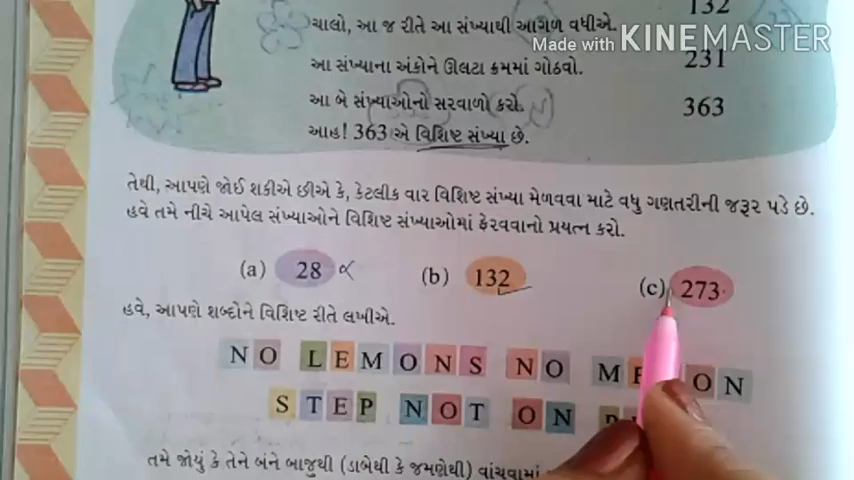 132
ચાલો, આ જ રીતે આ સંખ્યાથી આગળ વધીએ.
Made with KINEMASTER
આ સંખ્યાના અંકોને ઊલટા ક્રમમાં ગોઠવો. 231
આ બે સંખ્યાઓનો સરવાળો કરો. 363
આહ! 363 એ વિશિષ્ટ સંખ્યા છે.
તેથી, આપણે જોઈ શકીએ છીએ કે, કેટલીક વાર વિશિષ્ટ સંખ્યા મેળવવા માટે વધુ ગણતરીની જરૂર પડે છે.
હવે તમે નીચે આપેલ સંખ્યાઓને વિશિષ્ટ સંખ્યાઓમાં ફેરવવાનો પ્રયત્ન કરો.
(a) 28 (b) 132 (c) 273
હવે, આપણે શબ્દોને વિશિષ્ટ રીતે લખીએ.
NO LEMONS NO ME ON
STEP NOT ON P
તમે જોયું કે તેને બંને બાજુથી (ડાબેથી કે જમણેથી) વાંચવામાં